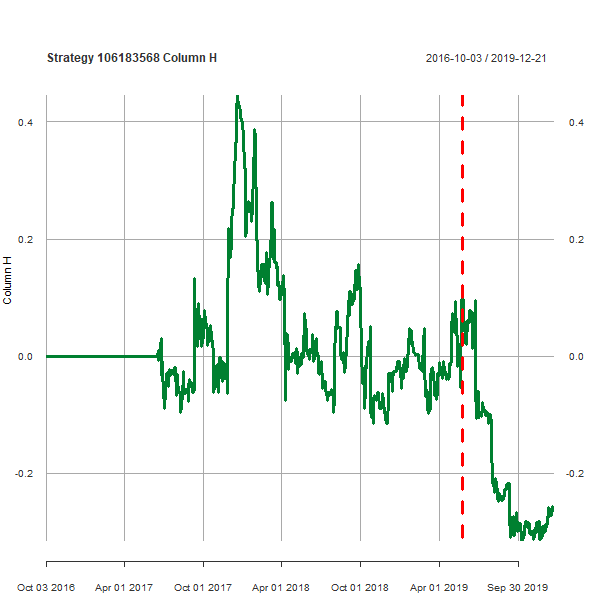 Strategy 106183568 Column H
2016-10-03 / 2019-12-21
0.4
0.4
0.2
0.2
Column H
0.0
0.0
-0.2
-0.2
Oct 03 2016
Apr 01 2017
Oct 01 2017
Apr 01 2018
Oct 01 2018
Apr 01 2019
Sep 30 2019